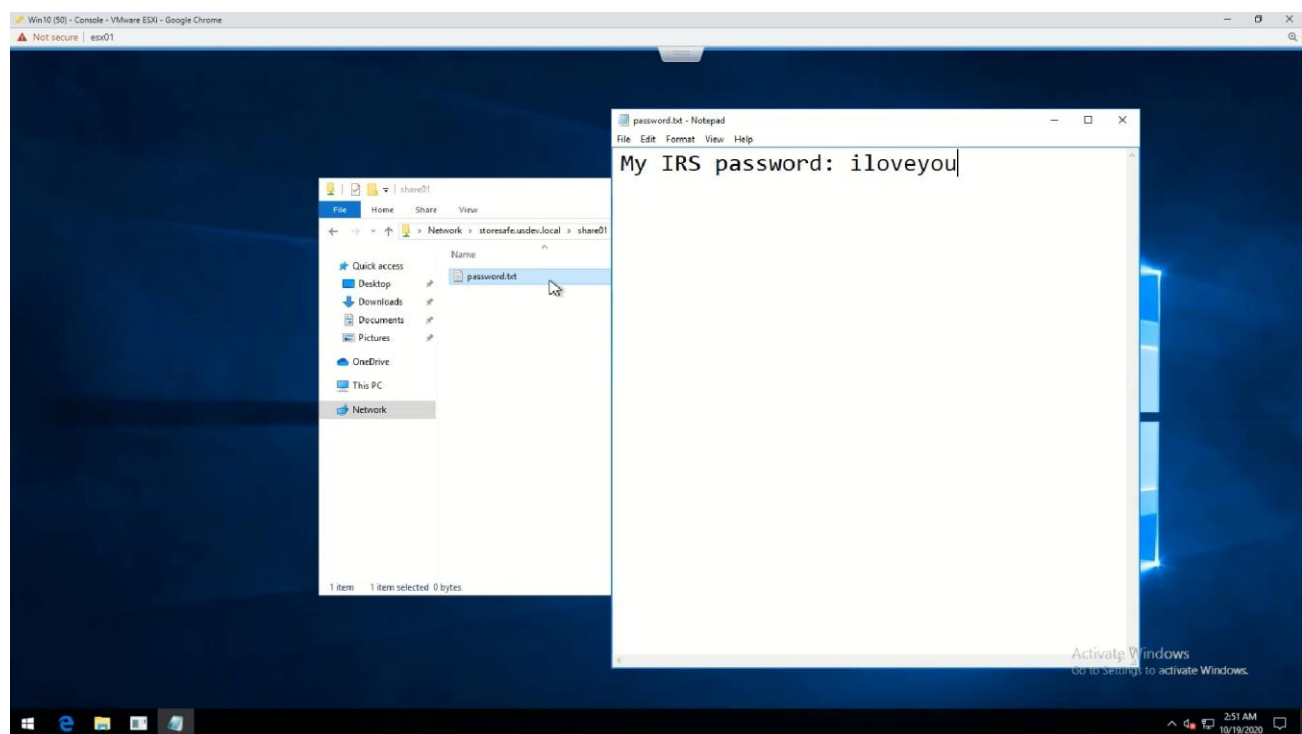 Win10 (50) - Console - VMware ESXi - Google Chrome
Not secure | esx01
password.txt - Notepad
File Edit Format View Help
My IRS password: iloveyou
share01
File Home Share View
Network > storesafe.usdev.local > share01
Name
password.txt
Quick access
Desktop
Downloads
Documents
Pictures
OneDrive
This PC
Network
1 item 1 item selected 0 bytes
Activate Windows
Go to Settings to activate Windows.
2:51 AM
10/19/2020